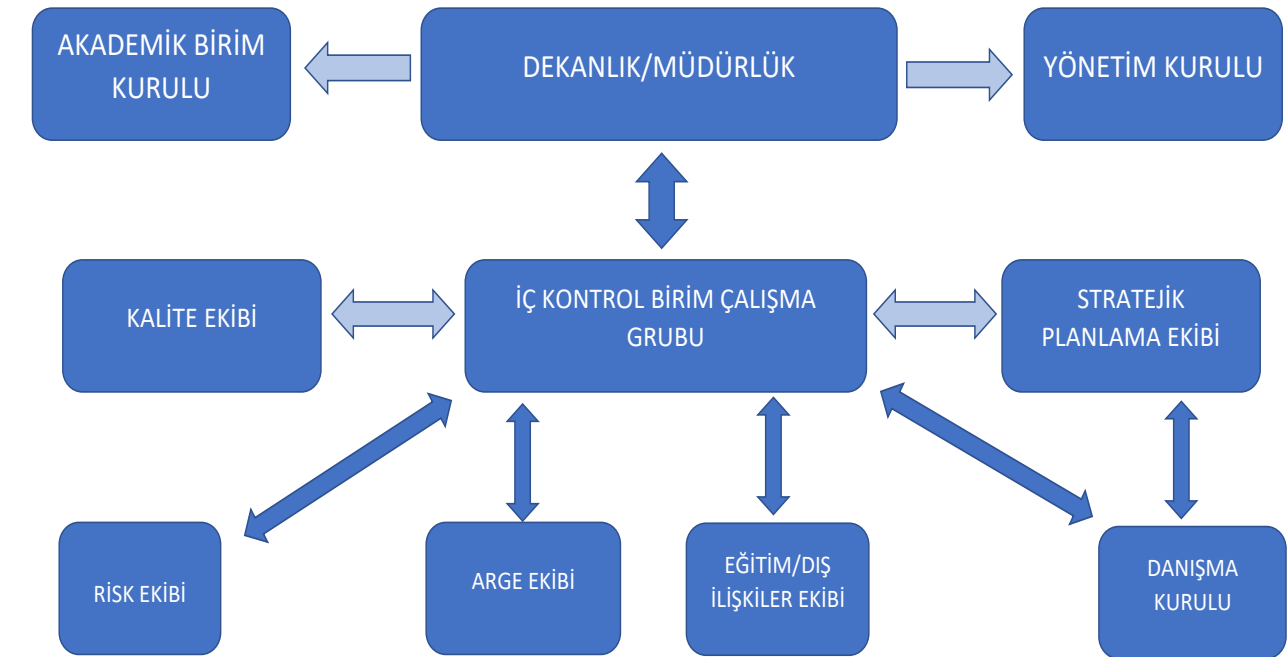 AKADEMİK BİRİM
KURULU
DEKANLIK/MÜDÜRLÜK
YÖNETİM KURULU
KALİTE EKİBİ
İÇ KONTROL BİRİM ÇALIŞMA
GRUBU
STRATEJİK
PLANLAMA EKİBİ
RİSK EKİBİ
ARGE EKİBİ
EĞİTİM/DIŞ
İLİŞKİLER EKİBİ
DANIŞMA
KURULU